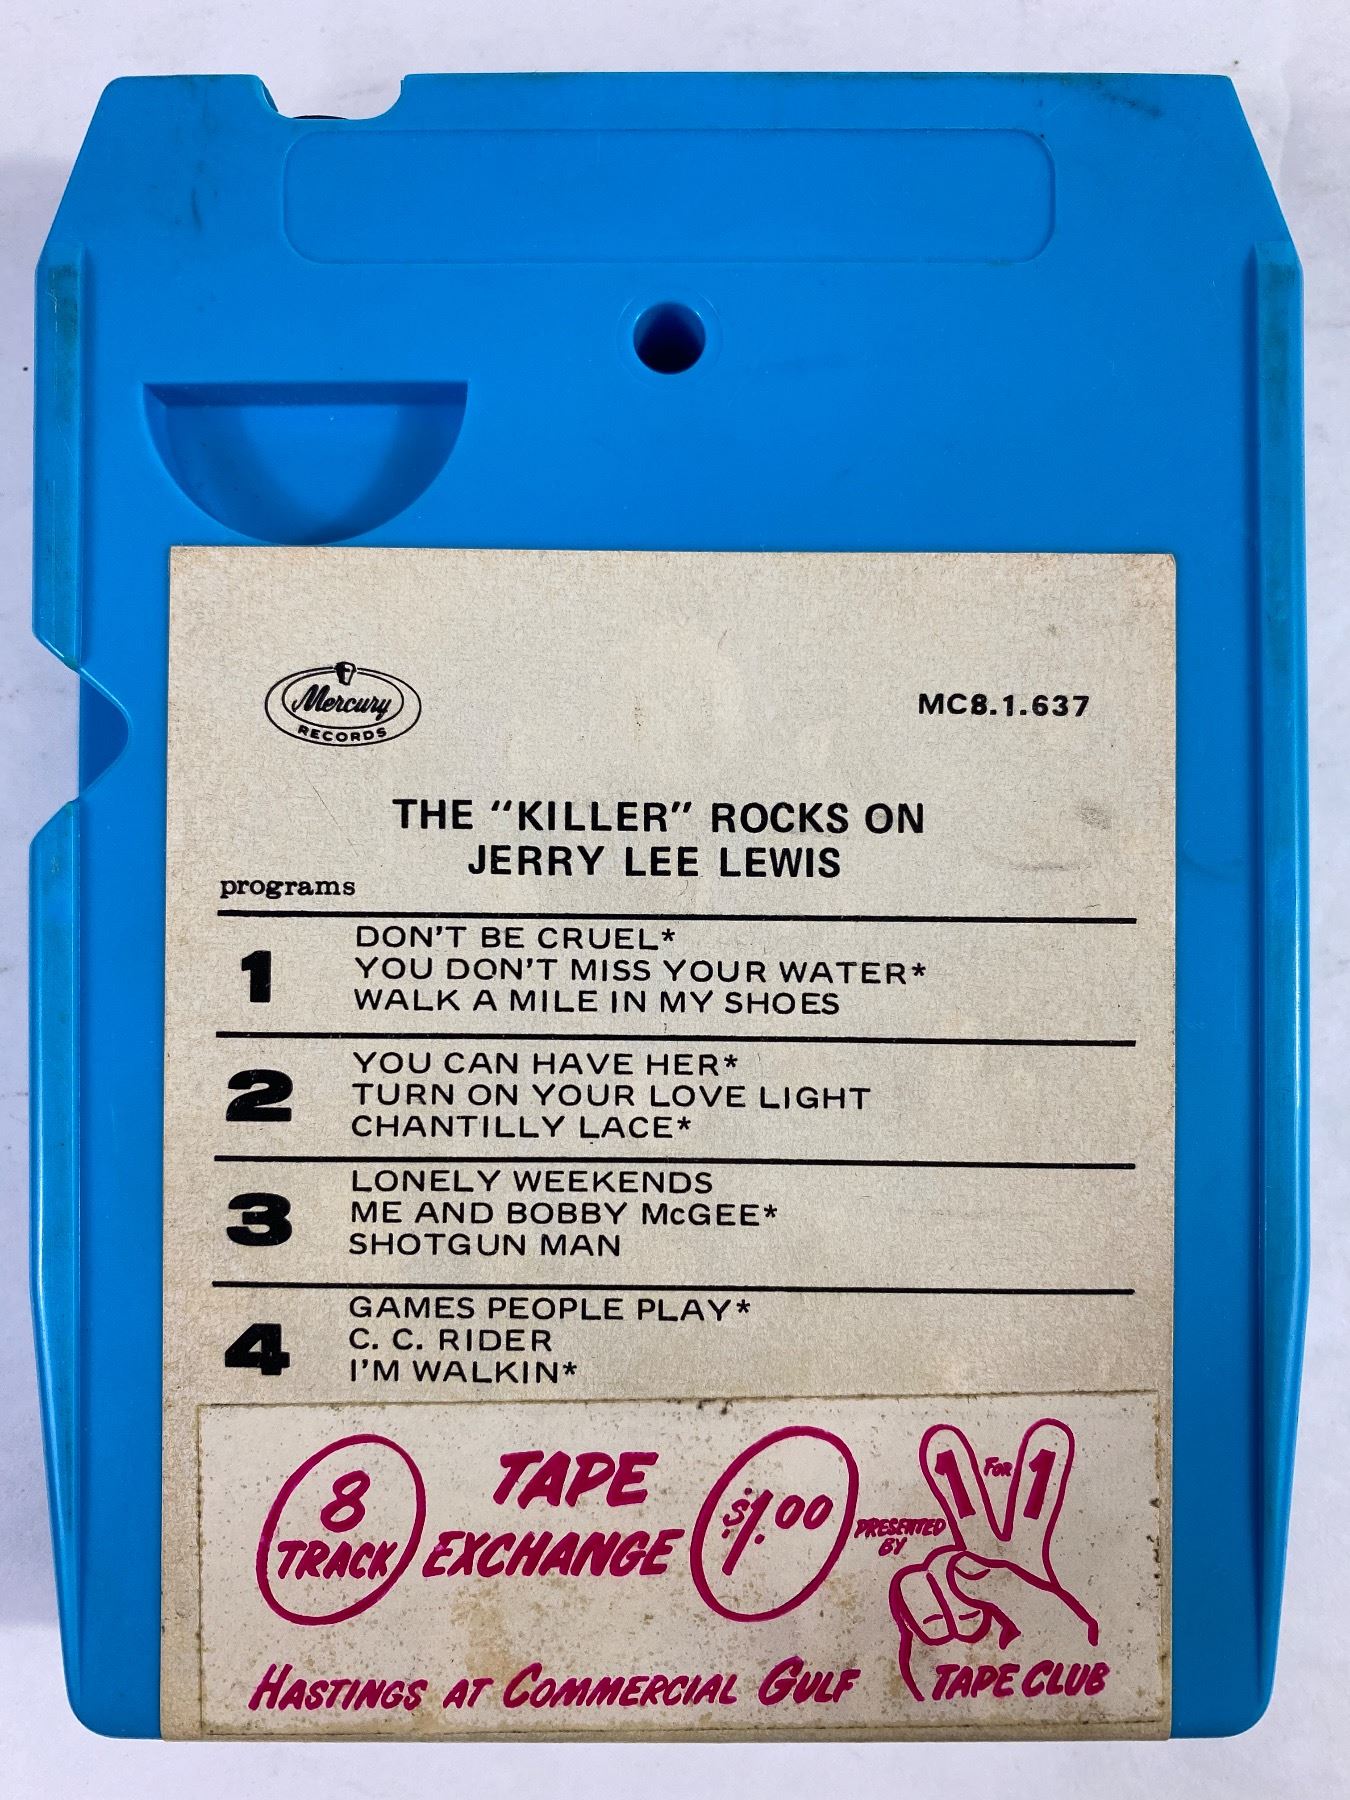 Mercury
RECORDS
MC8.1.637
THE "KILLER" ROCKS ON
JERRY LEE LEWIS
programs
1
DON'T BE CRUEL*
YOU DON'T MISS YOUR WATER*
WALK A MILE IN MY SHOES
2
YOU CAN HAVE HER*
TURN ON YOUR LOVE LIGHT
CHANTILLY LACE*
3
LONELY WEEKENDS
ME AND BOBBY McGEE*
SHOTGUN MAN
4
GAMES PEOPLE PLAY*
C. C. RIDER
I'M WALKIN*
8
TRACK
TAPE
EXCHANGE
$1.00
PRESENTED
BY
1 FOR 1
TAPE CLUB
HASTINGS AT COMMERCIAL GULF